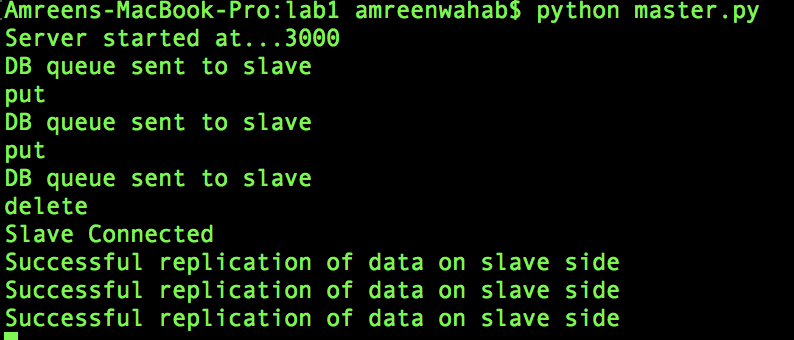 Amreens-MacBook-Pro:lab1 amreenwahab$ python master.py
Server started at...3000
DB queue sent to slave
put
DB queue sent to slave
put
DB queue sent to slave
delete
Slave Connected
Successful replication of data on slave side
Successful replication of data on slave side
Successful replication of data on slave side